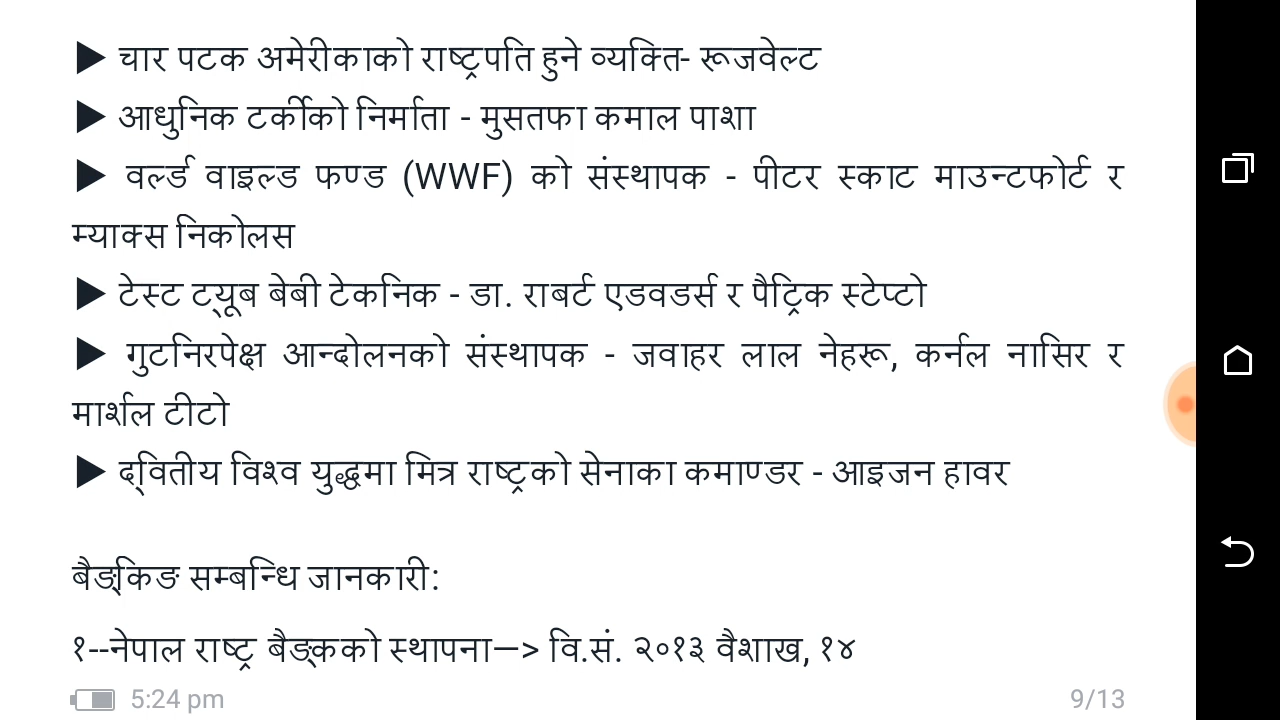 ▶ चार पटक अमेरीकाको राष्ट्रपति हुने व्यक्ति- रूजवेल्ट
▶ आधुनिक टर्कीको निर्माता - मुसतफा कमाल पाशा
▶ वर्ल्ड वाइल्ड फण्ड (WWF) को संस्थापक - पीटर स्काट माउन्टफोर्ट र
म्याक्स निकोलस
▶ टेस्ट ट्यूब बेबी टेकनिक - डा. राबर्ट एडवडर्स र पैट्रिक स्टेप्टो
▶ गुटनिरपेक्ष आन्दोलनको संस्थापक - जवाहर लाल नेहरू, कर्नल नासिर र
मार्शल टीटो
▶ द्वितीय विश्व युद्धमा मित्र राष्ट्रको सेनाका कमाण्डर - आइजन हावर
बैङ्किङ सम्बन्धि जानकारी:
१--नेपाल राष्ट्र बैङ्कको स्थापना—> वि.सं. २०१३ वैशाख, १४
5:24 pm 9/13